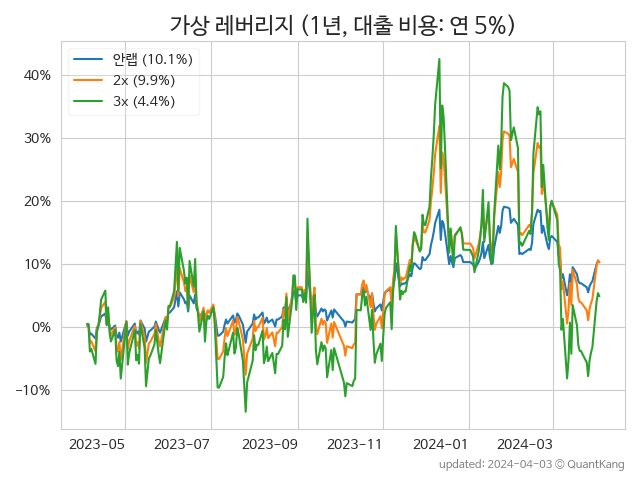 가상 레버리지 (1년, 대출 비용: 연 5%)
안랩 (10.1%)
2x (9.9%)
3x (4.4%)
40%
30%
20%
10%
0%
−10%
2023-05 2023-07 2023-09 2023-11 2024-01 2024-03
updated: 2024-04-03 © QuantKang